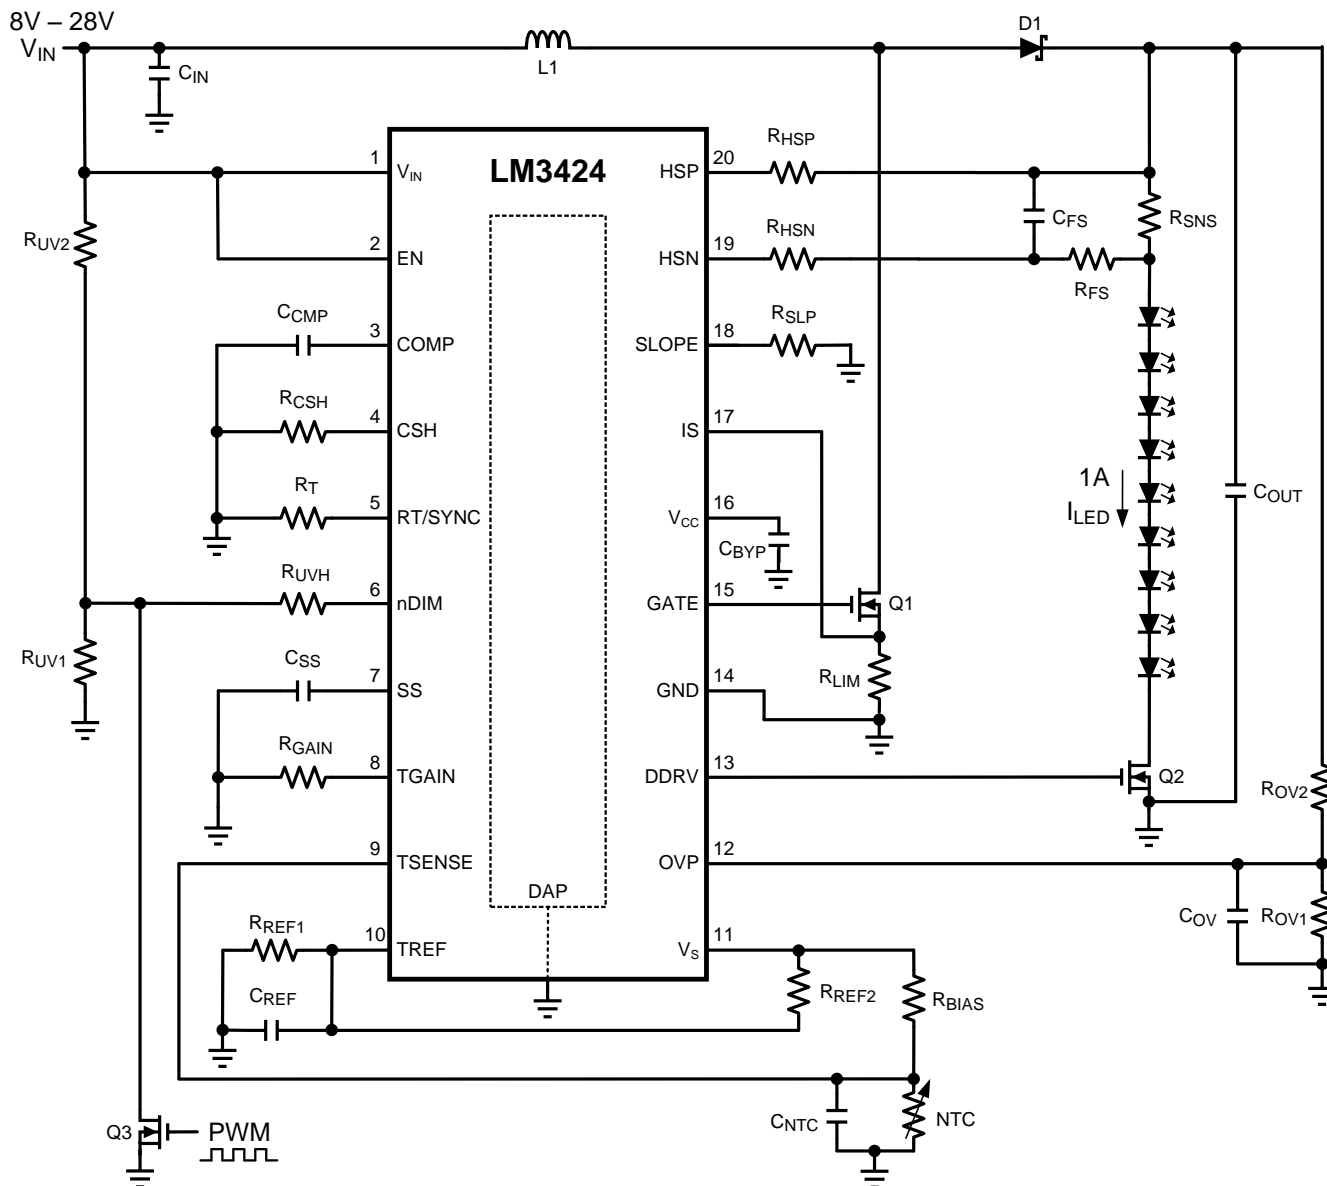 8V – 28V
VIN
D1
L1
CIN
LM3424
RHSP
1
VIN
HSP
20
RUV2
CFS
RSNS
RHSN
2
EN
HSN
19
RFS
CCMP
RSLP
3
COMP
SLOPE
18
RCSH
4
CSH
IS
17
1A
ILED
COUT
RT
5
RT/SYNC
VCC
16
CBYP
RUVH
6
nDIM
GATE
15
Q1
RUV1
CSS
7
SS
GND
14
RLIM
RGAIN
8
TGAIN
DDRV
13
Q2
ROV2
9
TSENSE
OVP
12
DAP
COV
ROV1
RREF1
10
TREF
VS
11
CREF
RREF2
RBIAS
CNTC
NTC
Q3
PWM